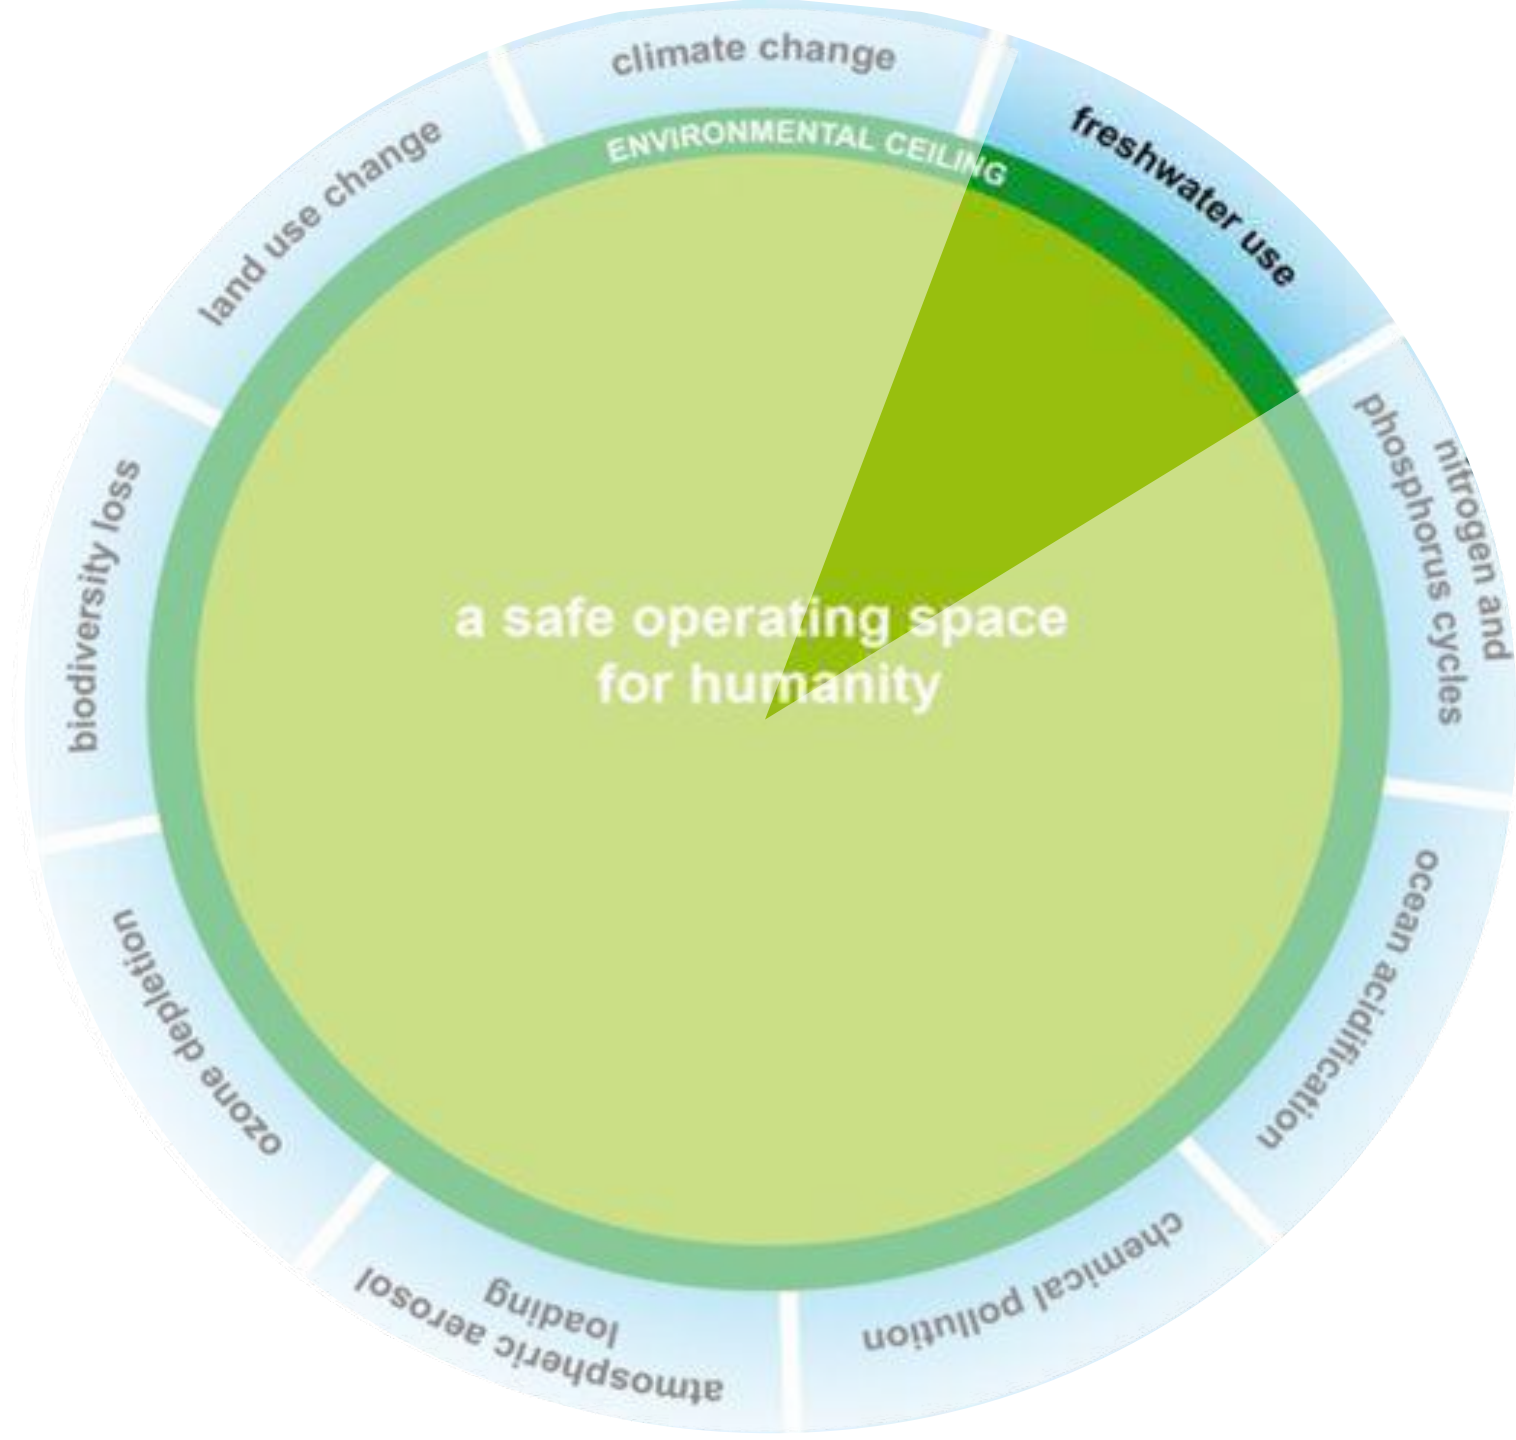 climate change
freshwater use
nitrogen and
phosphorus cycles
ocean acidification
chemical pollution
atmospheric aerosol
loading
ozone depletion
biodiversity loss
land use change
ENVIRONMENTAL CEILING
a safe operating space
for humanity